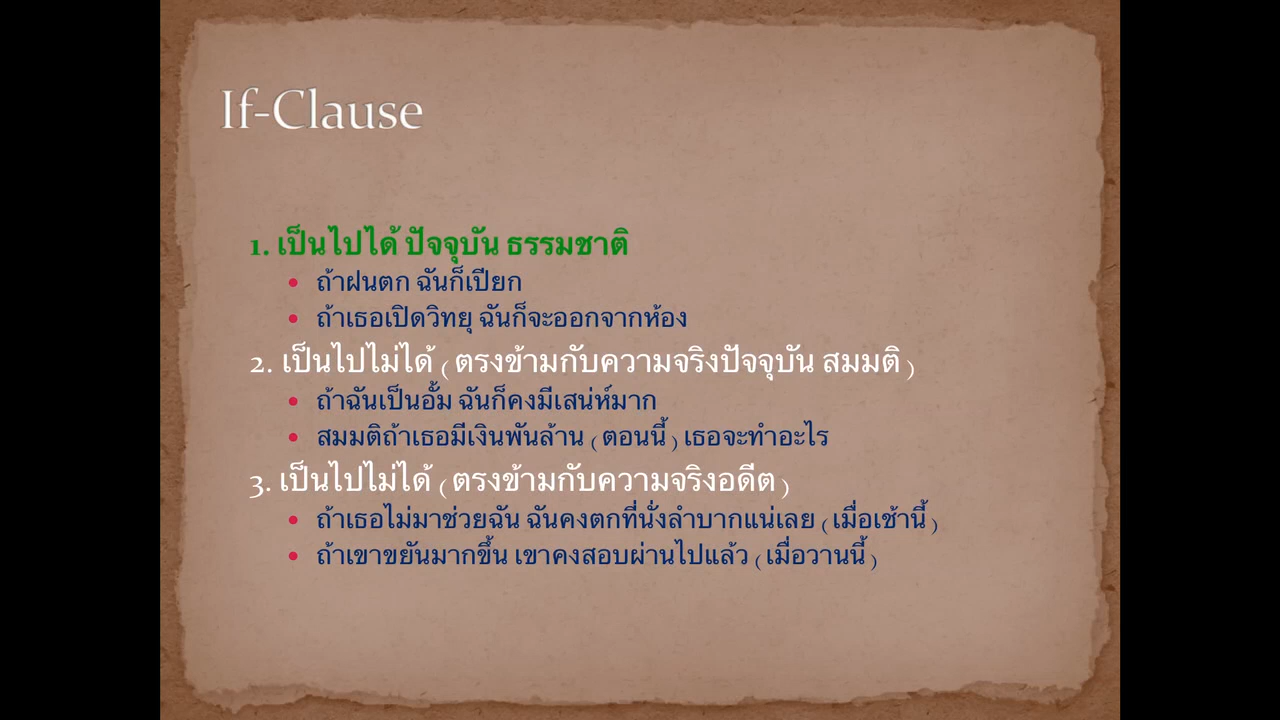 If-Clause
1. เป็นไปได้ ปัจจุบัน ธรรมชาติ
• ถ้าฝนตก ฉันก็เปียก
• ถ้าเธอเปิดวิทยุ ฉันก็จะออกจากห้อง
2. เป็นไปไม่ได้ ( ตรงข้ามกับความจริงปัจจุบัน สมมติ )
• ถ้าฉันเป็นอั้ม ฉันก็คงมีเสน่ห์มาก
• สมมติถ้าเธอมีเงินพันล้าน ( ตอนนี้ ) เธอจะทำอะไร
3. เป็นไปไม่ได้ ( ตรงข้ามกับความจริงอดีต )
• ถ้าเธอไม่มาช่วยฉัน ฉันคงตกที่นั่งลำบากแน่เลย ( เมื่อเช้านี้ )
• ถ้าเขาขยันมากขึ้น เขาคงสอบผ่านไปแล้ว ( เมื่อวานนี้ )